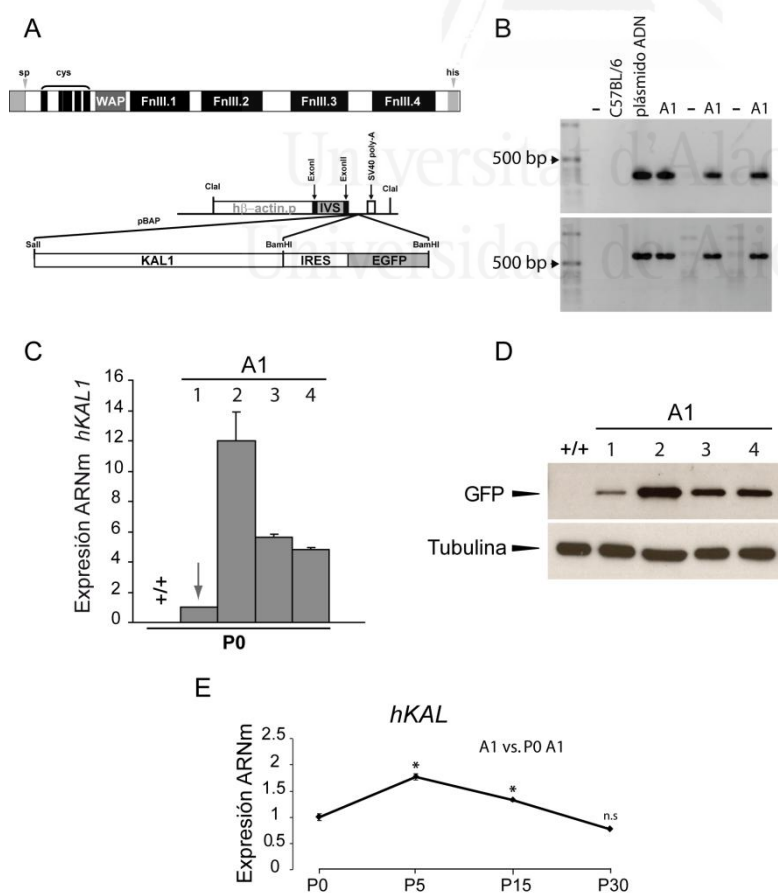 A
sp
cys
his
WAP
FnIII.1
FnIII.2
FnIII.3
FnIII.4
ExonI
ExonII
SV40 poly-A
ClaI
ClaI
hβ-actin.p
IVS
pBAP
SalI
BamHI
BamHI
KAL1
IRES
EGFP
B
–
C57BL/6
plásmido ADN
A1
–
A1
–
A1
500 bp
500 bp
Universitat d'Alac
Universidad de Alic
C
A1
1 2 3 4
Expresión ARNm hKAL1
16
14
12
10
8
6
4
2
0
+/+
P0
D
A1
+/+ 1 2 3 4
GFP
Tubulina
E
hKAL
A1 vs. P0 A1
Expresión ARNm
2.5
2
1.5
1
0.5
*
*
n.s
P0 P5 P15 P30